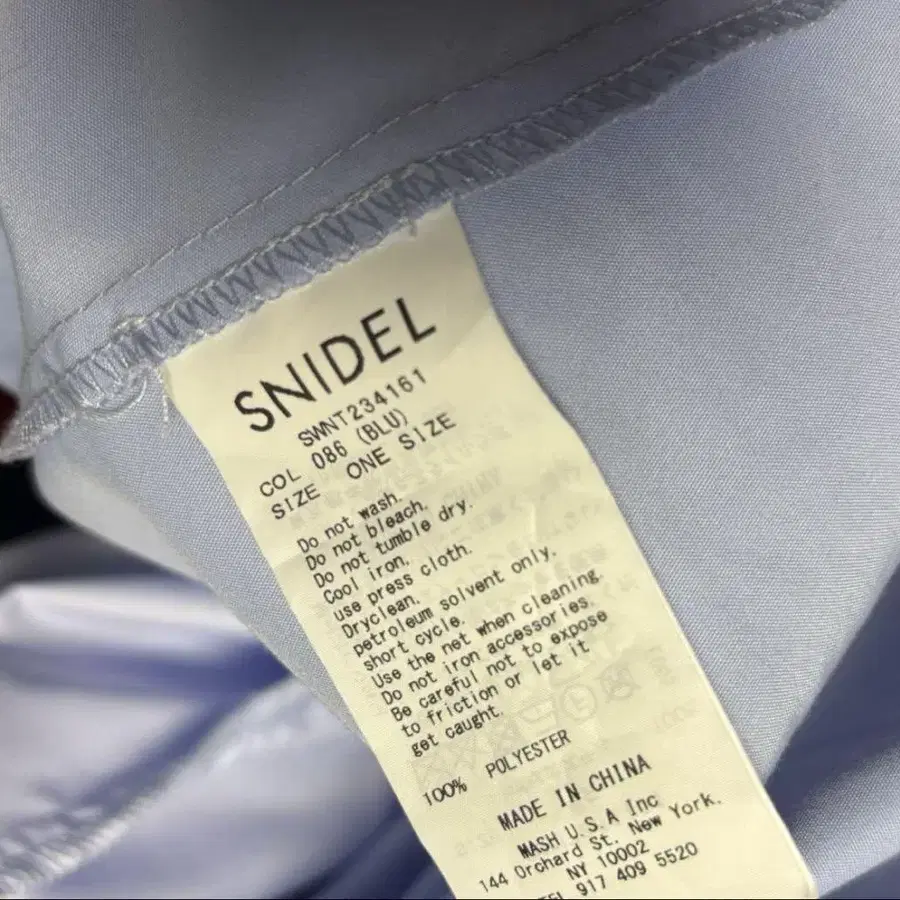 SNIDEL
SWNT234161
COL 086 (BLU)
SIZE ONE SIZE
Do not wash.
Do not bleach.
Do not tumble dry.
Cool iron.
use press cloth.
Dryclean.
petroleum solvent only.
short cycle.
Use the net when cleaning.
Do not iron accessories.
Be careful not to expose
to friction or let it
get caught.
100% POLYESTER
MADE IN CHINA
MASH U.S.A Inc
144 Orchard St. New York.
NY 10002
TEL 917 409 5520